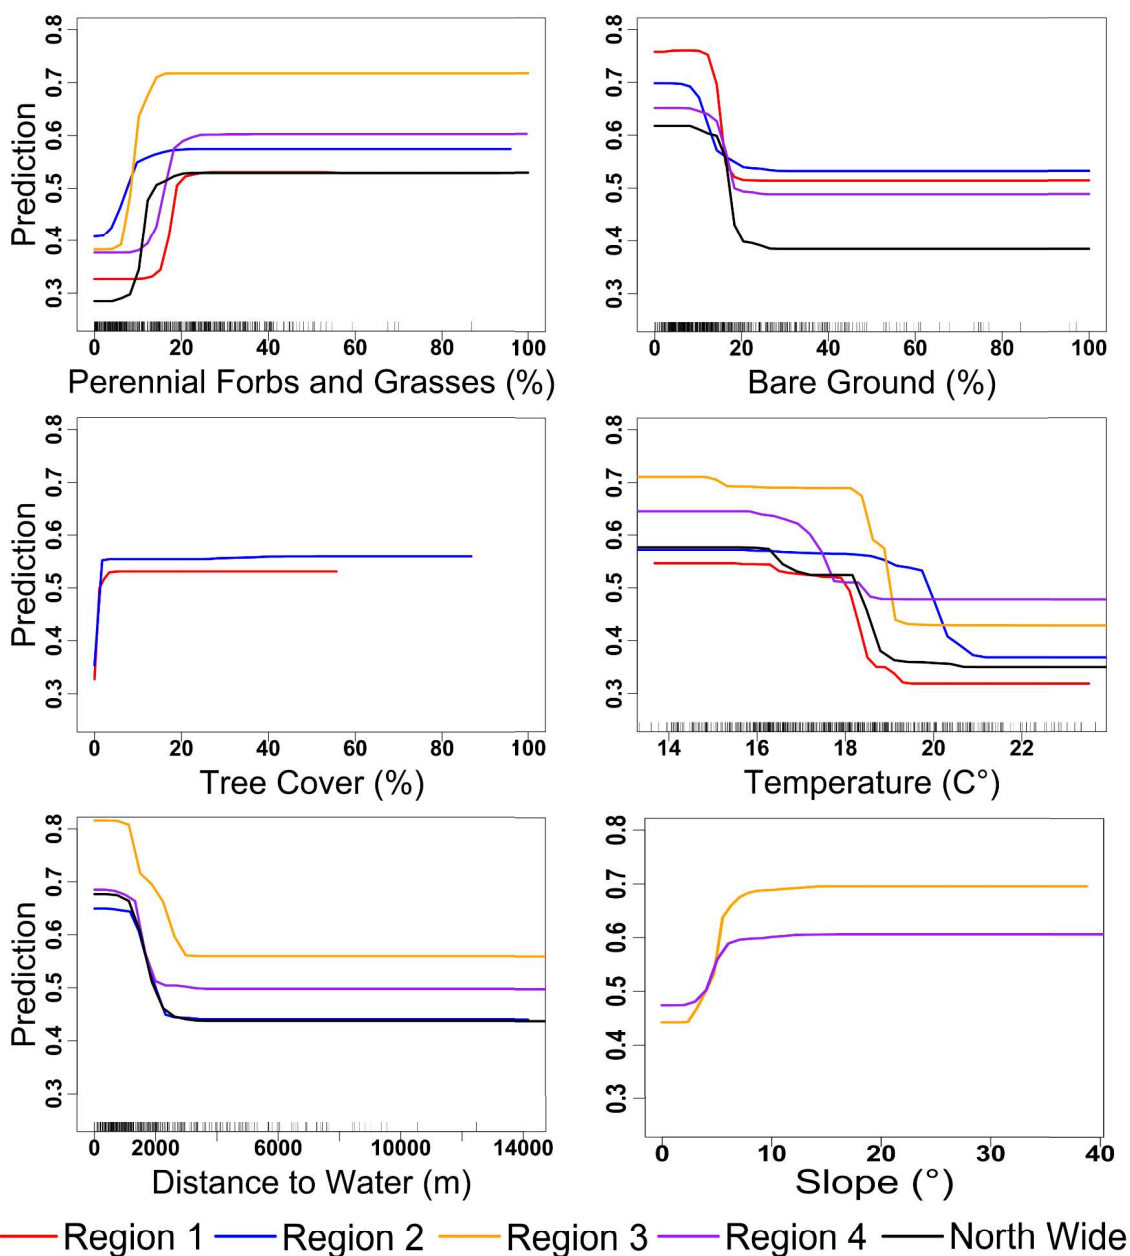 0.3 0.4 0.5 0.6 0.7 0.8
Prediction
0 20 40 60 80 100
Perennial Forbs and Grasses (%)
0.3 0.4 0.5 0.6 0.7 0.8
0 20 40 60 80 100
Bare Ground (%)
0.3 0.4 0.5 0.6 0.7 0.8
Prediction
0 20 40 60 80 100
Tree Cover (%)
0.3 0.4 0.5 0.6 0.7 0.8
14 16 18 20 22
Temperature (C°)
0.3 0.4 0.5 0.6 0.7 0.8
Prediction
0 2000 6000 10000 14000
Distance to Water (m)
0.3 0.4 0.5 0.6 0.7 0.8
0 10 20 30 40
Slope (°)
Region 1 Region 2 Region 3 Region 4 North Wide